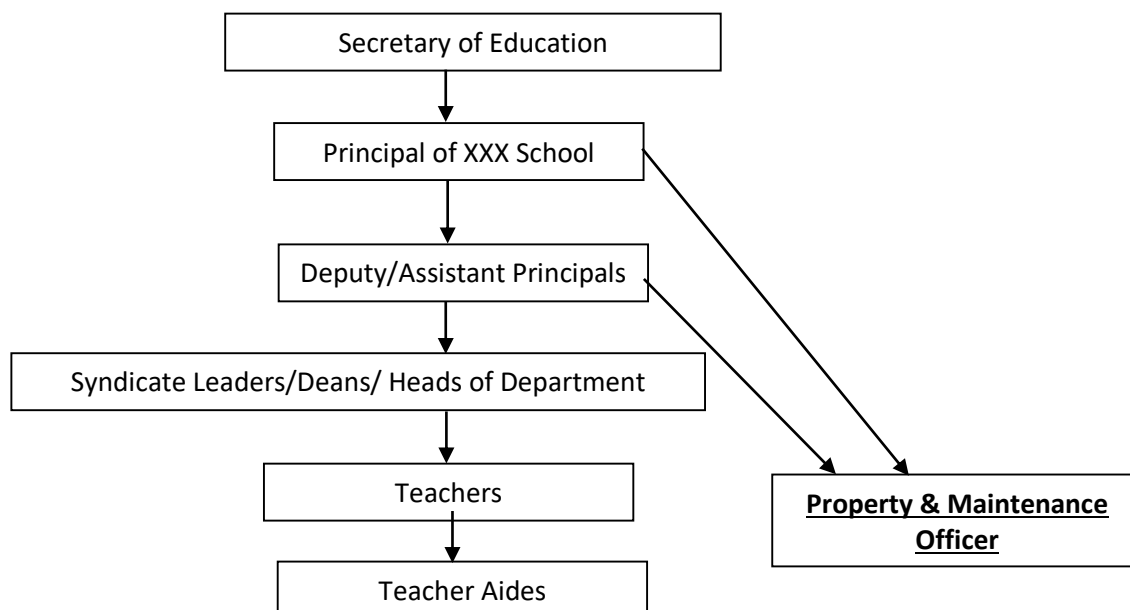 Secretary of Education
Principal of XXX School
Deputy/Assistant Principals
Syndicate Leaders/Deans/ Heads of Department
Teachers
Property & Maintenance
Officer
Teacher Aides